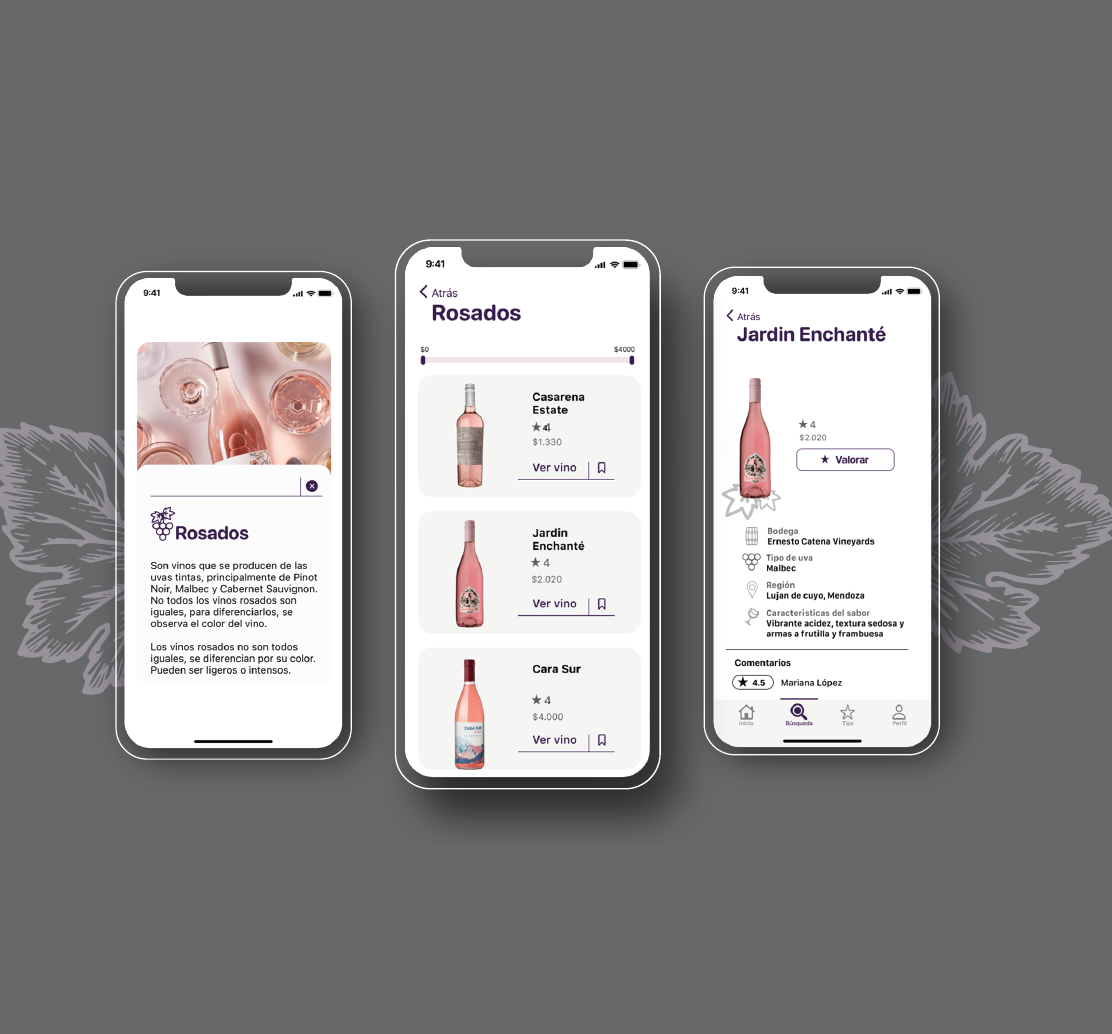 9:41
Rosados
Son vinos que se producen de las
uvas tintas, principalmente de Pinot
Noir, Malbec y Cabernet Sauvignon.
No todos los vinos rosados son
iguales, para diferenciarlos, se
observa el color del vino.
Los vinos rosados no son todos
iguales, se diferencian por su color.
Pueden ser ligeros o intensos.
9:41
Atrás
Rosados
$0 $4000
Casarena
Estate
4
$1.330
Ver vino
Jardin
Enchanté
4
$2.020
Ver vino
Cara Sur
4
$4.000
Ver vino
CARA SUR
9:41
Atrás
Jardin Enchanté
4
$2.020
Valorar
Bodega
Ernesto Catena Vineyards
Tipo de uva
Malbec
Región
Lujan de cuyo, Mendoza
Caracteristicas del sabor
Vibrante acidez, textura sedosa y
armas a frutilla y frambuesa
Comentarios
4.5 Mariana López
Inicio Búsqueda Tips Perfil